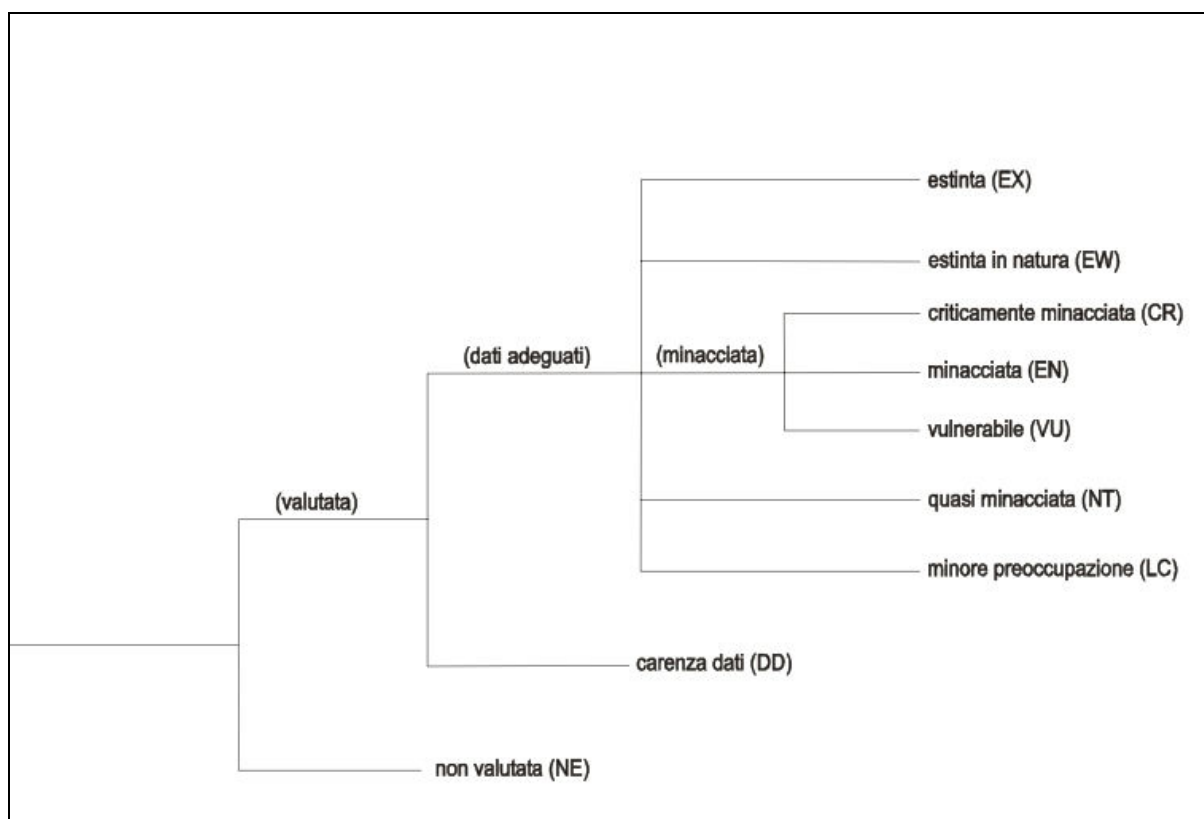 estinta (EX)
estinta in natura (EW)
criticamente minacciata (CR)
(dati adeguati)
(minacciata)
minacciata (EN)
vulnerabile (VU)
(valutata)
quasi minacciata (NT)
minore preoccupazione (LC)
carenza dati (DD)
non valutata (NE)